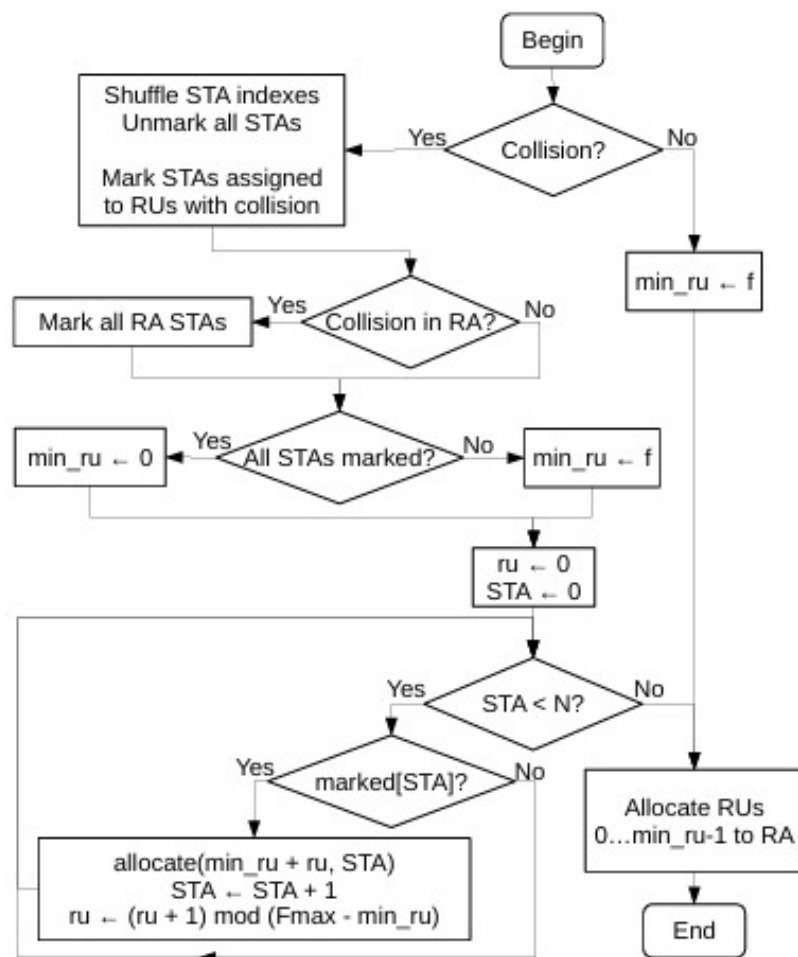 Begin
Shuffle STA indexes
Unmark all STAs
Mark STAs assigned
to RUs with collision
Yes
Collision?
No
min_ru ← f
Mark all RA STAs
Yes
Collision in RA?
No
min_ru ← 0
Yes
All STAs marked?
No
min_ru ← f
ru ← 0
STA ← 0
Yes
STA < N?
No
Yes
marked[STA]?
No
allocate(min_ru + ru, STA)
STA ← STA + 1
ru ← (ru + 1) mod (Fmax - min_ru)
Allocate RUs
0...min_ru-1 to RA
End